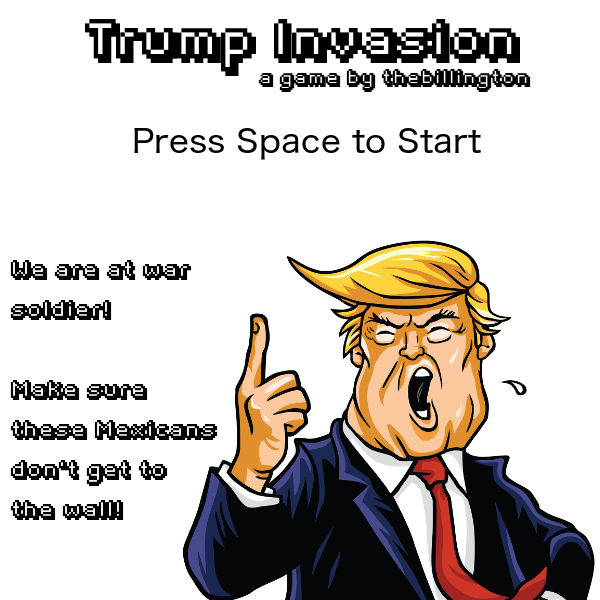 Trump Invasion
a game by thebillington
Press Space to Start
We are at war
soldier!
Make sure
these Mexicans
don't get to
the wall!